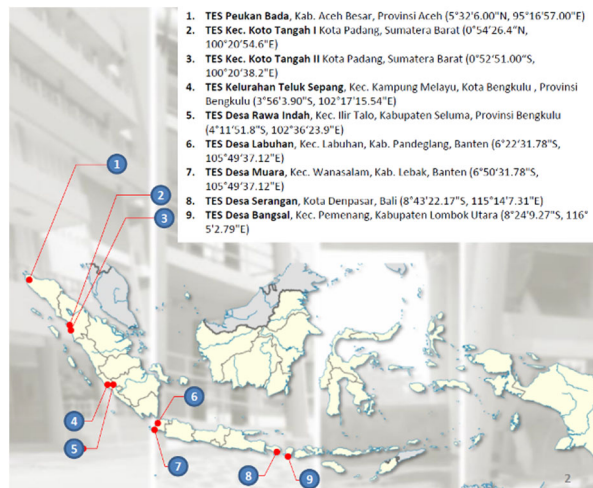 1. TES Peukan Bada, Kab. Aceh Besar, Provinsi Aceh (5°32'6.00"N, 95°16'57.00"E)
2. TES Kec. Koto Tangah I Kota Padang, Sumatera Barat (0°54'26.4"N,
100°20'54.6"E)
3. TES Kec. Koto Tangah II Kota Padang, Sumatera Barat (0°52'51.00"S,
100°20'38.2"E)
4. TES Kelurahan Teluk Sepang, Kec. Kampung Melayu, Kota Bengkulu , Provinsi
Bengkulu (3°56'3.90"S, 102°17'15.54"E)
5. TES Desa Rawa Indah, Kec. Ilir Talo, Kabupaten Seluma, Provinsi Bengkulu
(4°11'51.8"S, 102°36'23.9"E)
6. TES Desa Labuhan, Kec. Labuhan, Kab. Pandeglang, Banten (6°22'31.78"S,
105°49'37.12"E)
7. TES Desa Muara, Kec. Wanasalam, Kab. Lebak, Banten (6°50'31.78"S,
105°49'37.12"E)
8. TES Desa Serangan, Kota Denpasar, Bali (8°43'22.17"S, 115°14'7.31"E)
9. TES Desa Bangsal, Kec. Pemenang, Kabupaten Lombok Utara (8°24'9.27"S, 116°
5'2.79"E)
1
2
3
4
5
6
7
8
9
2